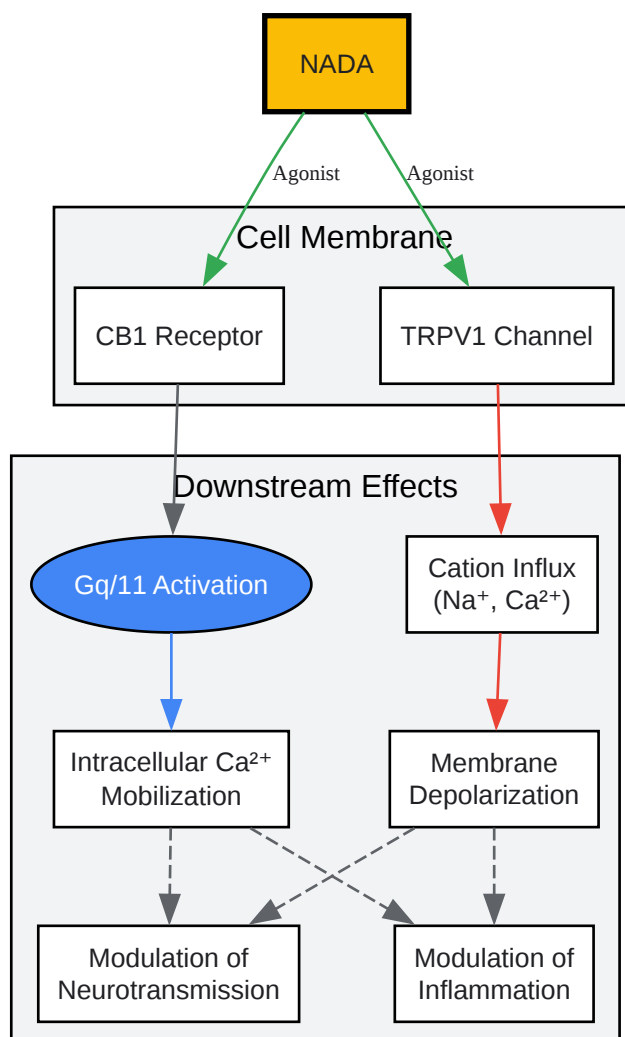 NADA
Agonist
Agonist
Cell Membrane
CB1 Receptor
TRPV1 Channel
Downstream Effects
Gq/11 Activation
Cation Influx
(Na⁺, Ca²⁺)
Intracellular Ca²⁺
Mobilization
Membrane
Depolarization
Modulation of
Neurotransmission
Modulation of
Inflammation